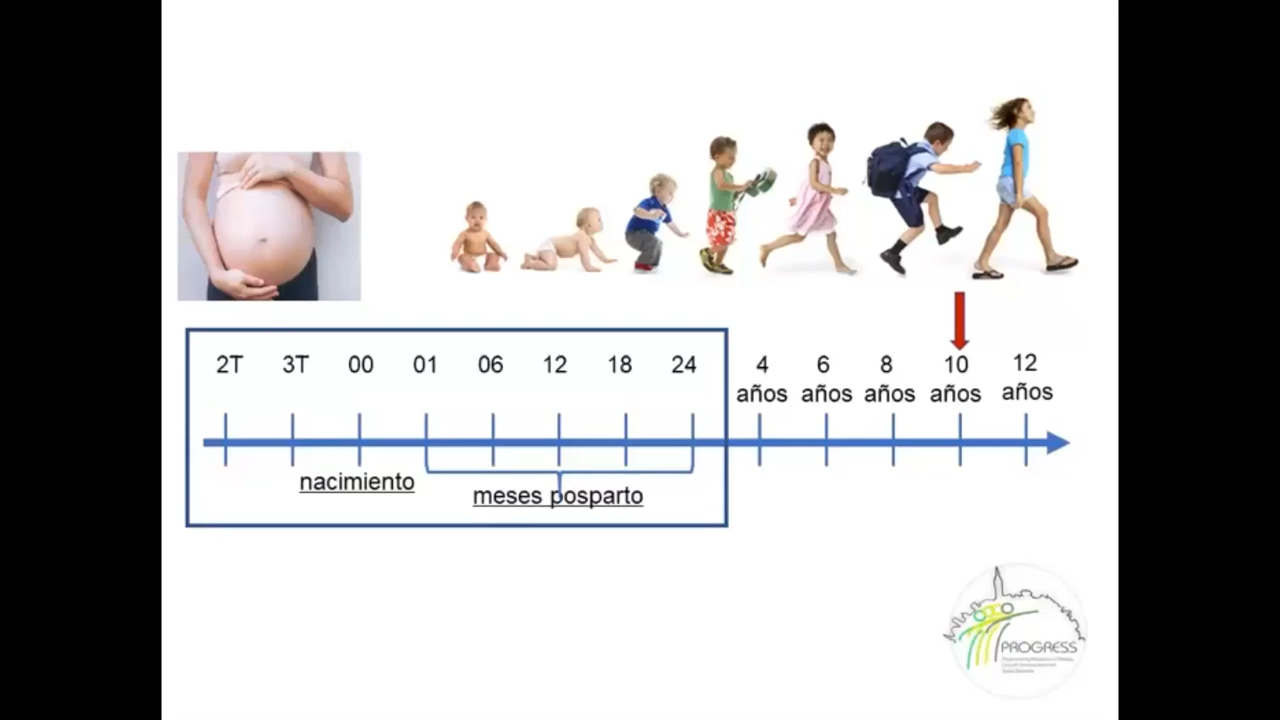 2T 3T 00 01 06 12 18 24 4 6 8 10 12
años años años años años
nacimiento
meses posparto
PROGRESS